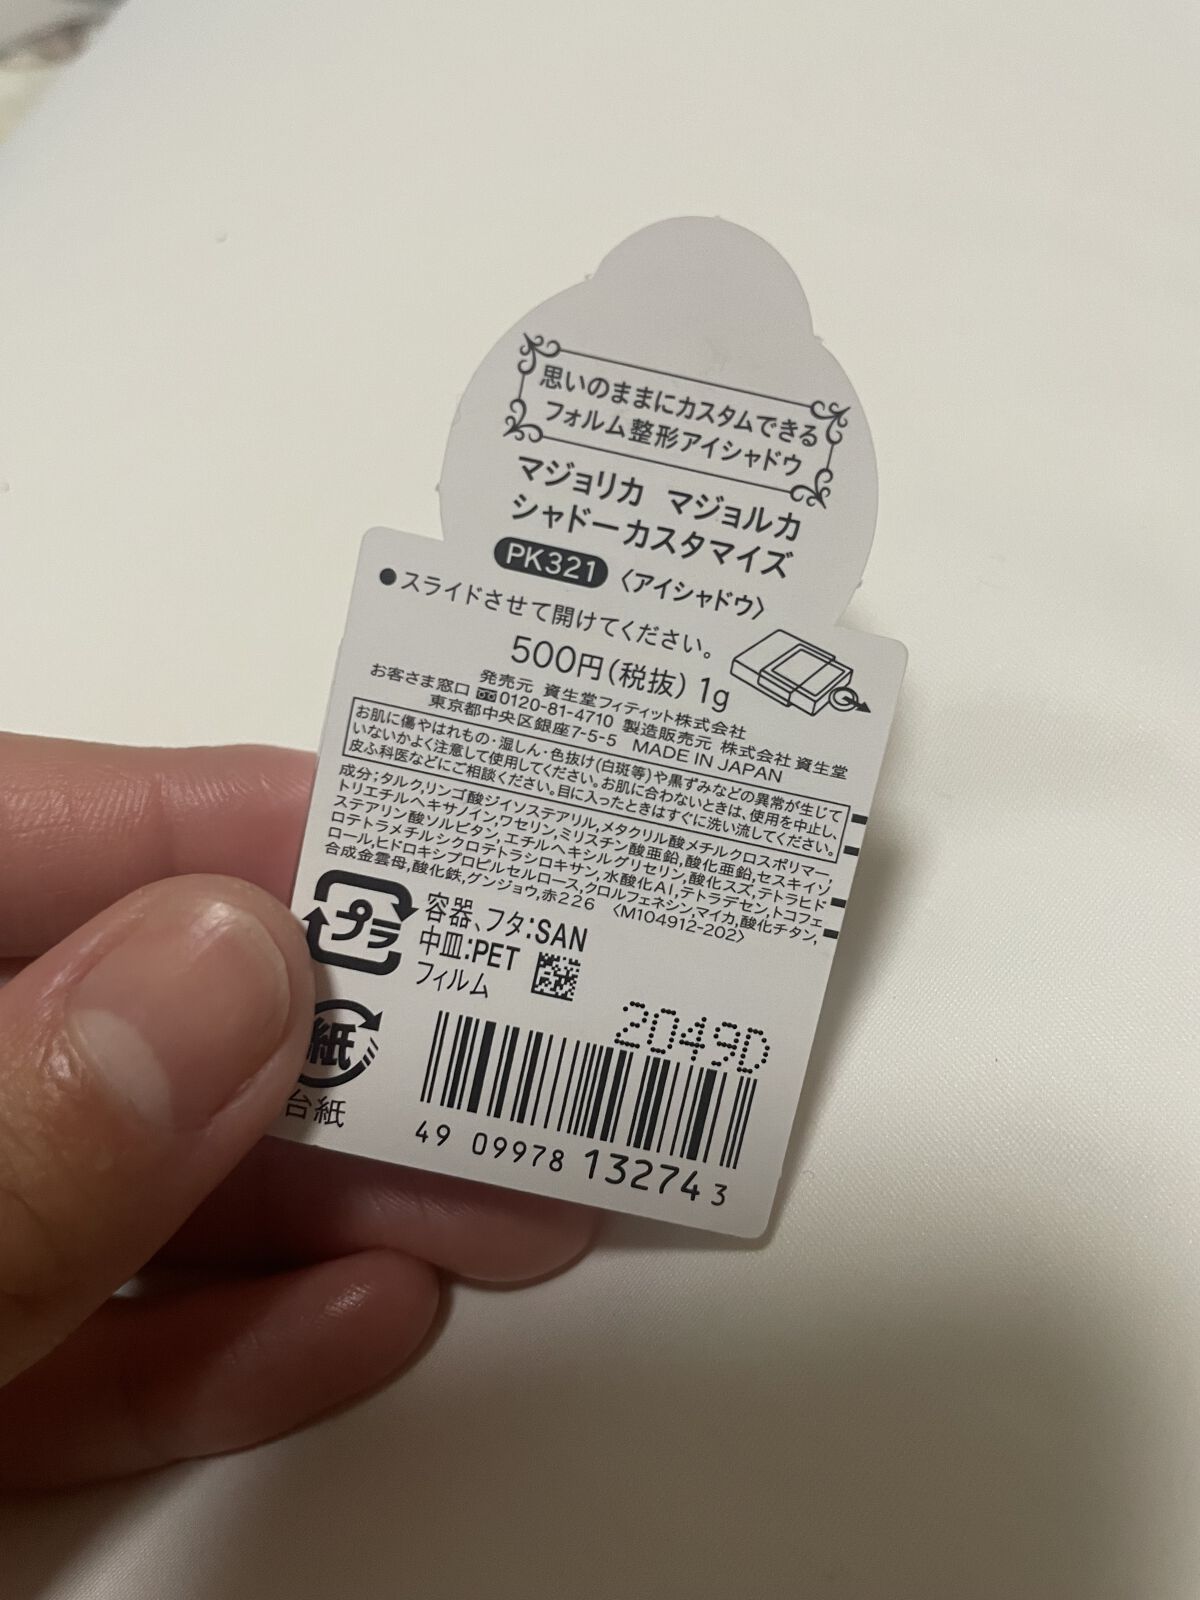 思いのままにカスタムできる
フォルム整形アイシャドウ
マジョリカ マジョルカ
シャドーカスタマイズ
PK321 〈アイシャドウ〉
●スライドさせて開けてください。
500円(税抜) 1g
発売元 資生堂フィティット株式会社
お客さま窓口 0120-81-4710 製造販売元 株式会社 資生堂
東京都中央区銀座7-5-5 MADE IN JAPAN
お肌に傷やはれもの・湿しん・色抜け(白斑等)や黒ずみなどの異常が生じて
いないかよく注意して使用してください。お肌に合わないときは、使用を中止し、
皮ふ科医などにご相談ください。目に入ったときはすぐに洗い流してください。
成分;タルク,リンゴ酸ジイソステアリル,メタクリル酸メチルクロスポリマー,
トリエチルヘキサノイン,ワセリン,ミリスチン酸亜鉛,酸化亜鉛,セスキイソ
ステアリン酸ソルビタン,エチルヘキシルグリセリン,酸化スズ,テトラヒド
ロテトラメチルシクロテトラシロキサン,水酸化Al,テトラデセン,トコフェ
ロール,ヒドロキシプロピルセルロース,クロルフェネシン,マイカ,酸化チタン,
合成金雲母,酸化鉄,グンジョウ,赤226 〈M104912-202〉
プラ
容器、フタ:SAN
中皿:PET
フィルム
紙
台紙
2049D
49 09978 13274 3